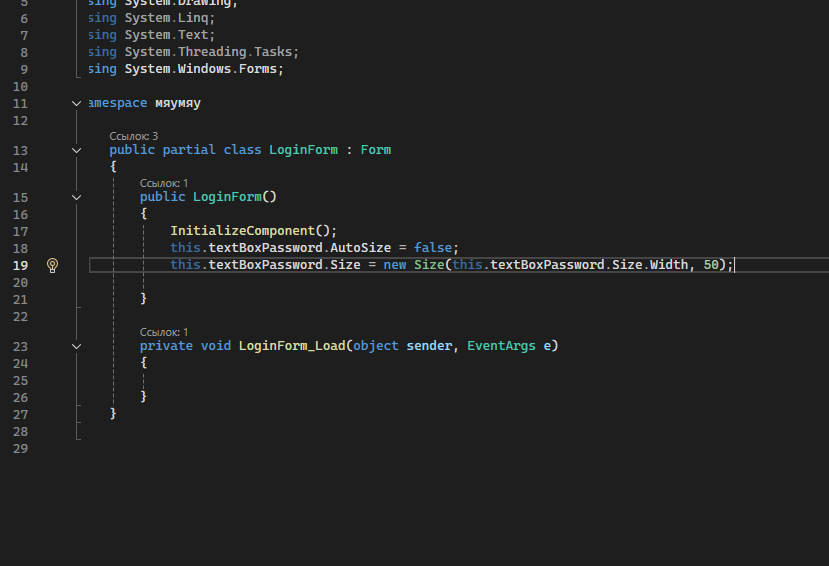 5 sing System.Drawing;
6 sing System.Linq;
7 sing System.Text;
8 sing System.Threading.Tasks;
9 sing System.Windows.Forms;
10
11 amespace мяумяу
12
Ссылок: 3
13 public partial class LoginForm : Form
14 {
Ссылок: 1
15 public LoginForm()
16 {
17 InitializeComponent();
18 this.textBoxPassword.AutoSize = false;
19 this.textBoxPassword.Size = new Size(this.textBoxPassword.Size.Width, 50);
20
21 }
22
Ссылок: 1
23 private void LoginForm_Load(object sender, EventArgs e)
24 {
25
26 }
27 }
28
29